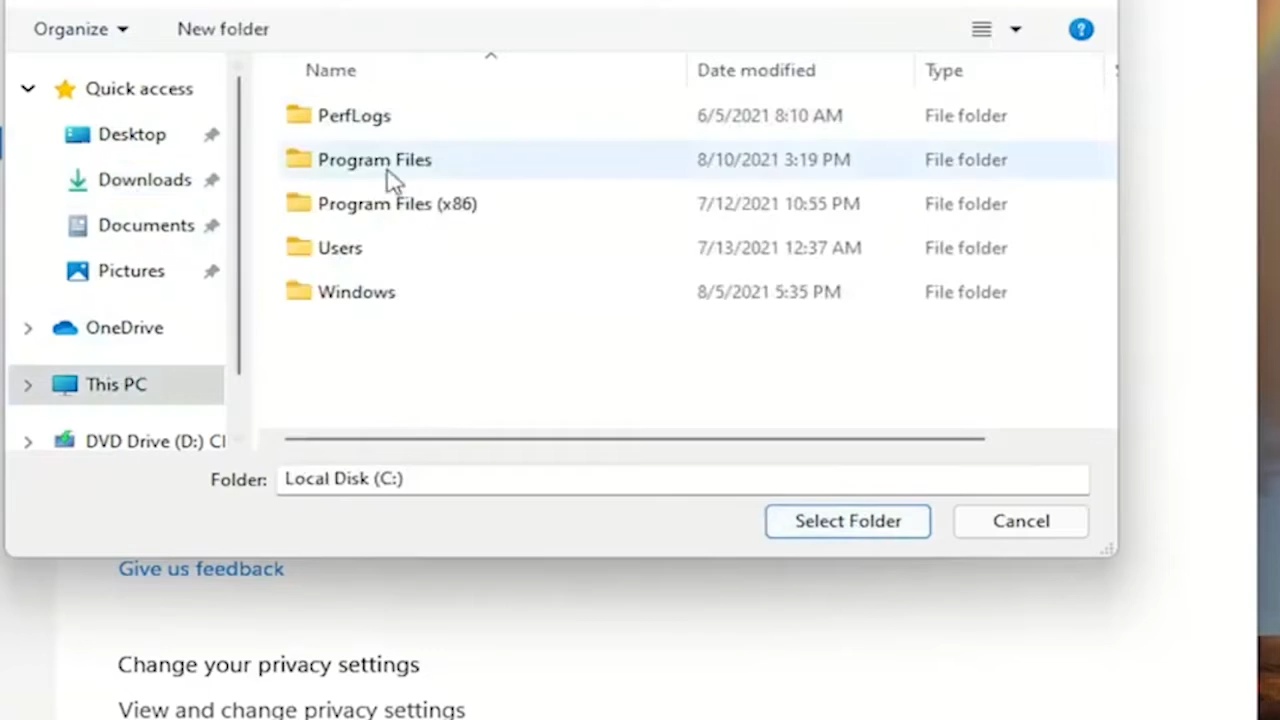 Organize
New folder
Name
Date modified
Type
Quick access
Desktop
Downloads
Documents
Pictures
OneDrive
This PC
DVD Drive (D:) C
PerfLogs 6/5/2021 8:10 AM File folder
Program Files 8/10/2021 3:19 PM File folder
Program Files (x86) 7/12/2021 10:55 PM File folder
Users 7/13/2021 12:37 AM File folder
Windows 8/5/2021 5:35 PM File folder
Folder: Local Disk (C:)
Select Folder
Cancel
Give us feedback
Change your privacy settings
View and change privacy settings